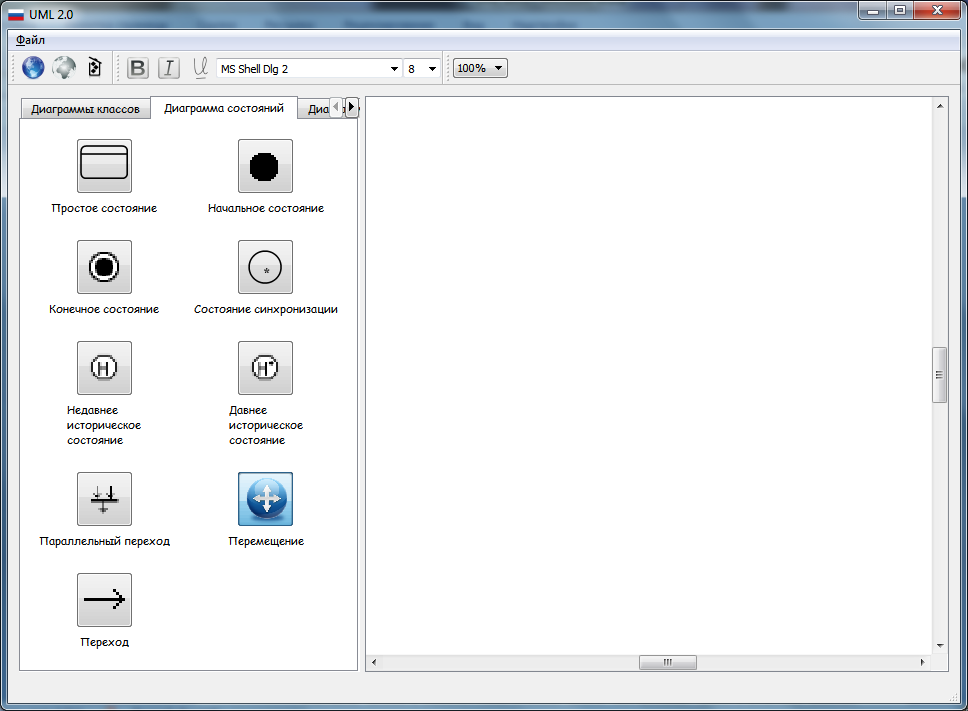 UML 2.0
Файл
B I U MS Shell Dlg 2 8 100%
Диаграммы классов Диаграмма состояний
Простое состояние Начальное состояние
Конечное состояние Состояние синхронизации
*
H H*
Недавнее
историческое
состояние
Давнее
историческое
состояние
Параллельный переход Перемещение
Переход